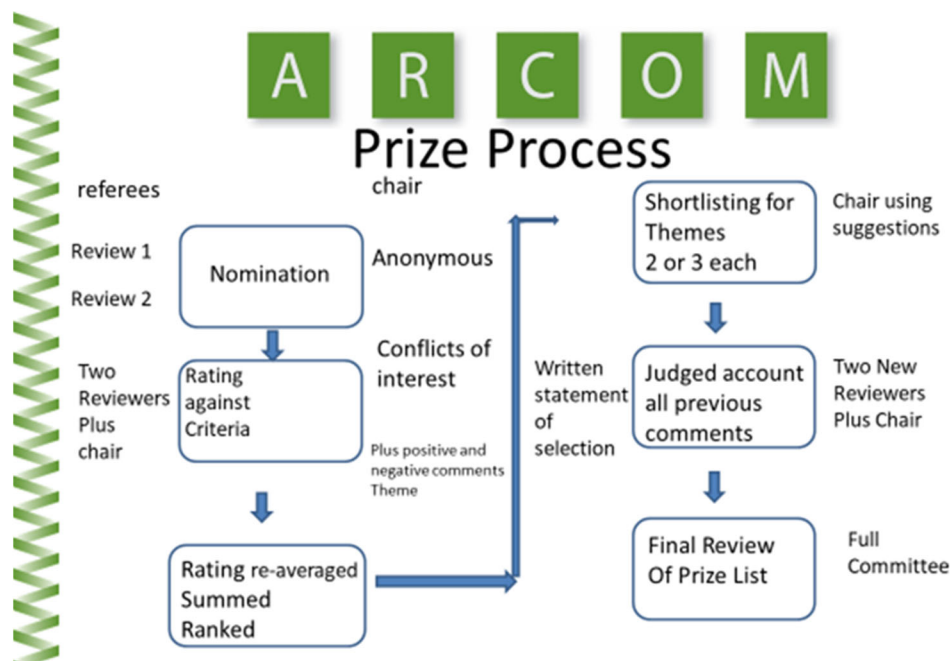 A R C O M
Prize Process
referees
chair
Review 1
Review 2
Nomination
Anonymous
Conflicts of
interest
Two
Reviewers
Plus
chair
Rating
against
Criteria
Plus positive and
negative comments
Theme
Rating re-averaged
Summed
Ranked
Shortlisting for
Themes
2 or 3 each
Chair using
suggestions
Written
statement
of
selection
Judged account
all previous
comments
Two New
Reviewers
Plus Chair
Final Review
Of Prize List
Full
Committee